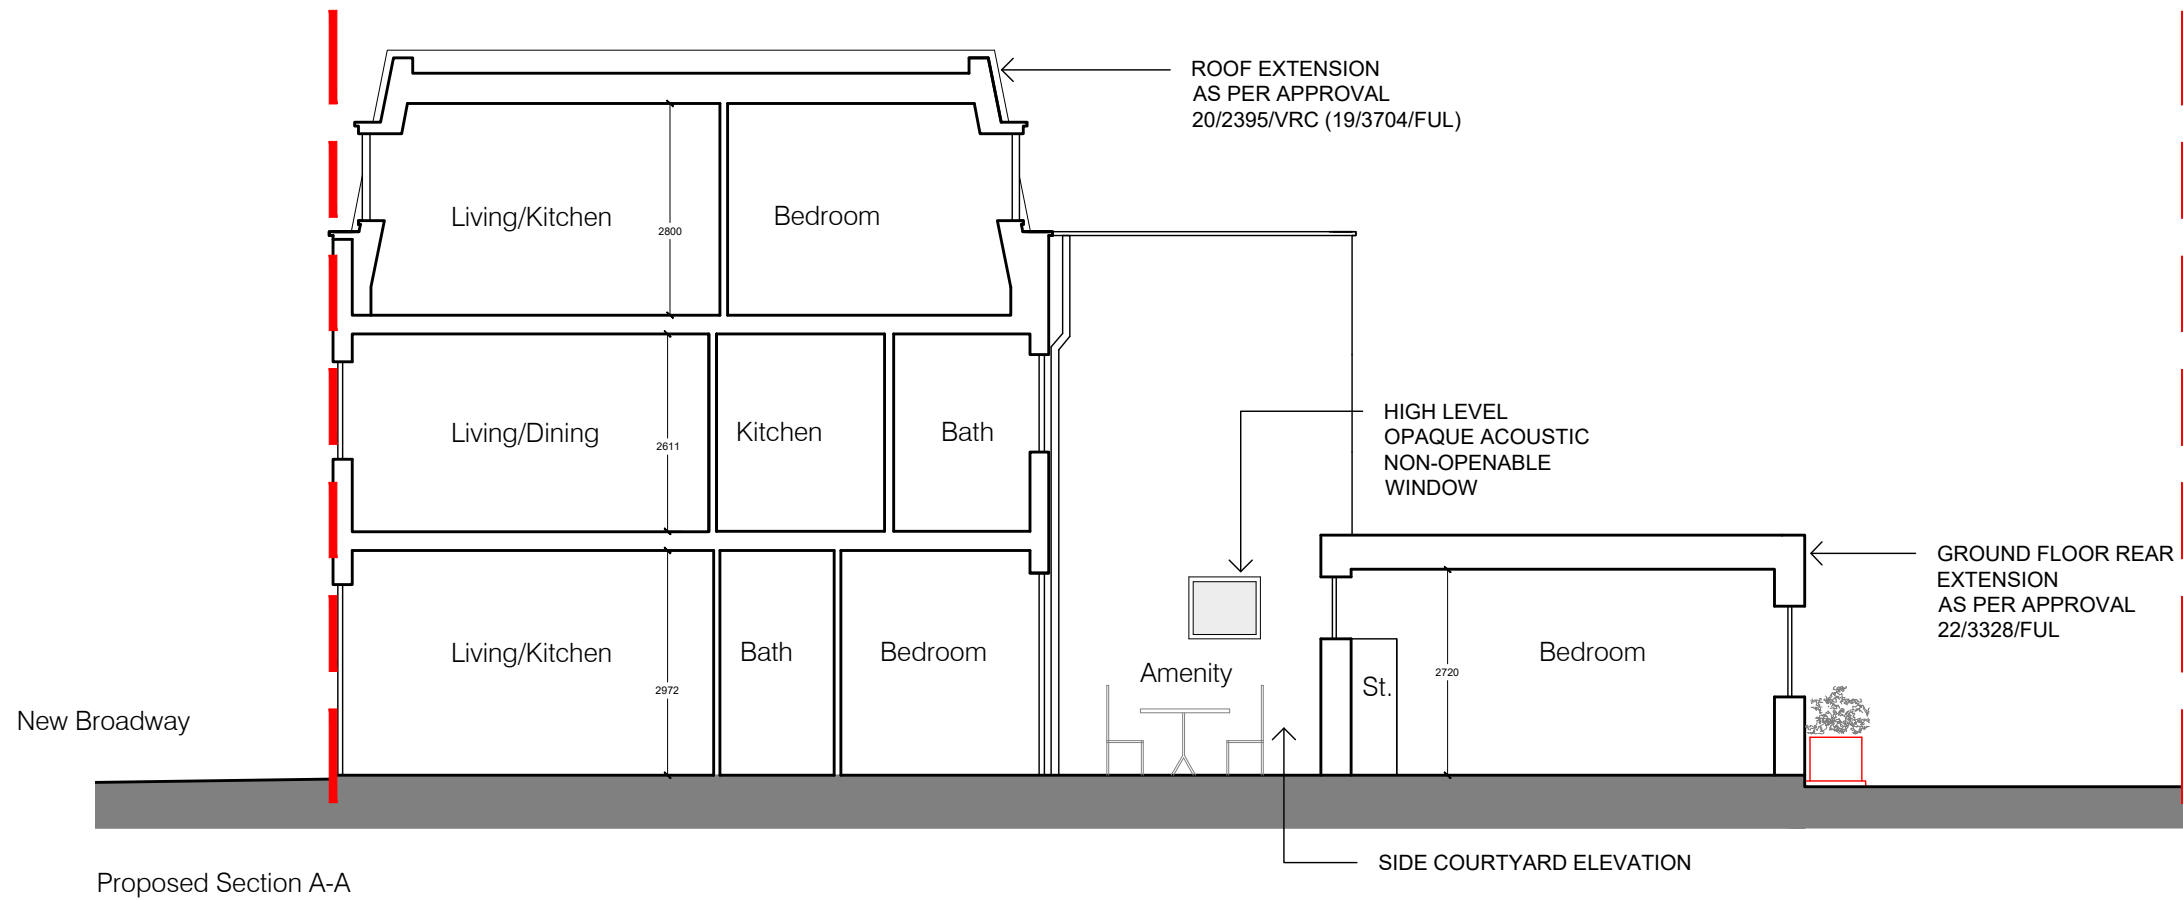 ROOF EXTENSION
AS PER APPROVAL
20/2395/VRC (19/3704/FUL)
Living/Kitchen
Bedroom
2800
HIGH LEVEL
OPAQUE ACOUSTIC
NON-OPENABLE
WINDOW
Living/Dining
Kitchen
Bath
2611
GROUND FLOOR REAR
EXTENSION
AS PER APPROVAL
22/3328/FUL
Living/Kitchen
Bath
Bedroom
Amenity
St.
Bedroom
2972
2720
New Broadway
SIDE COURTYARD ELEVATION
Proposed Section A-A